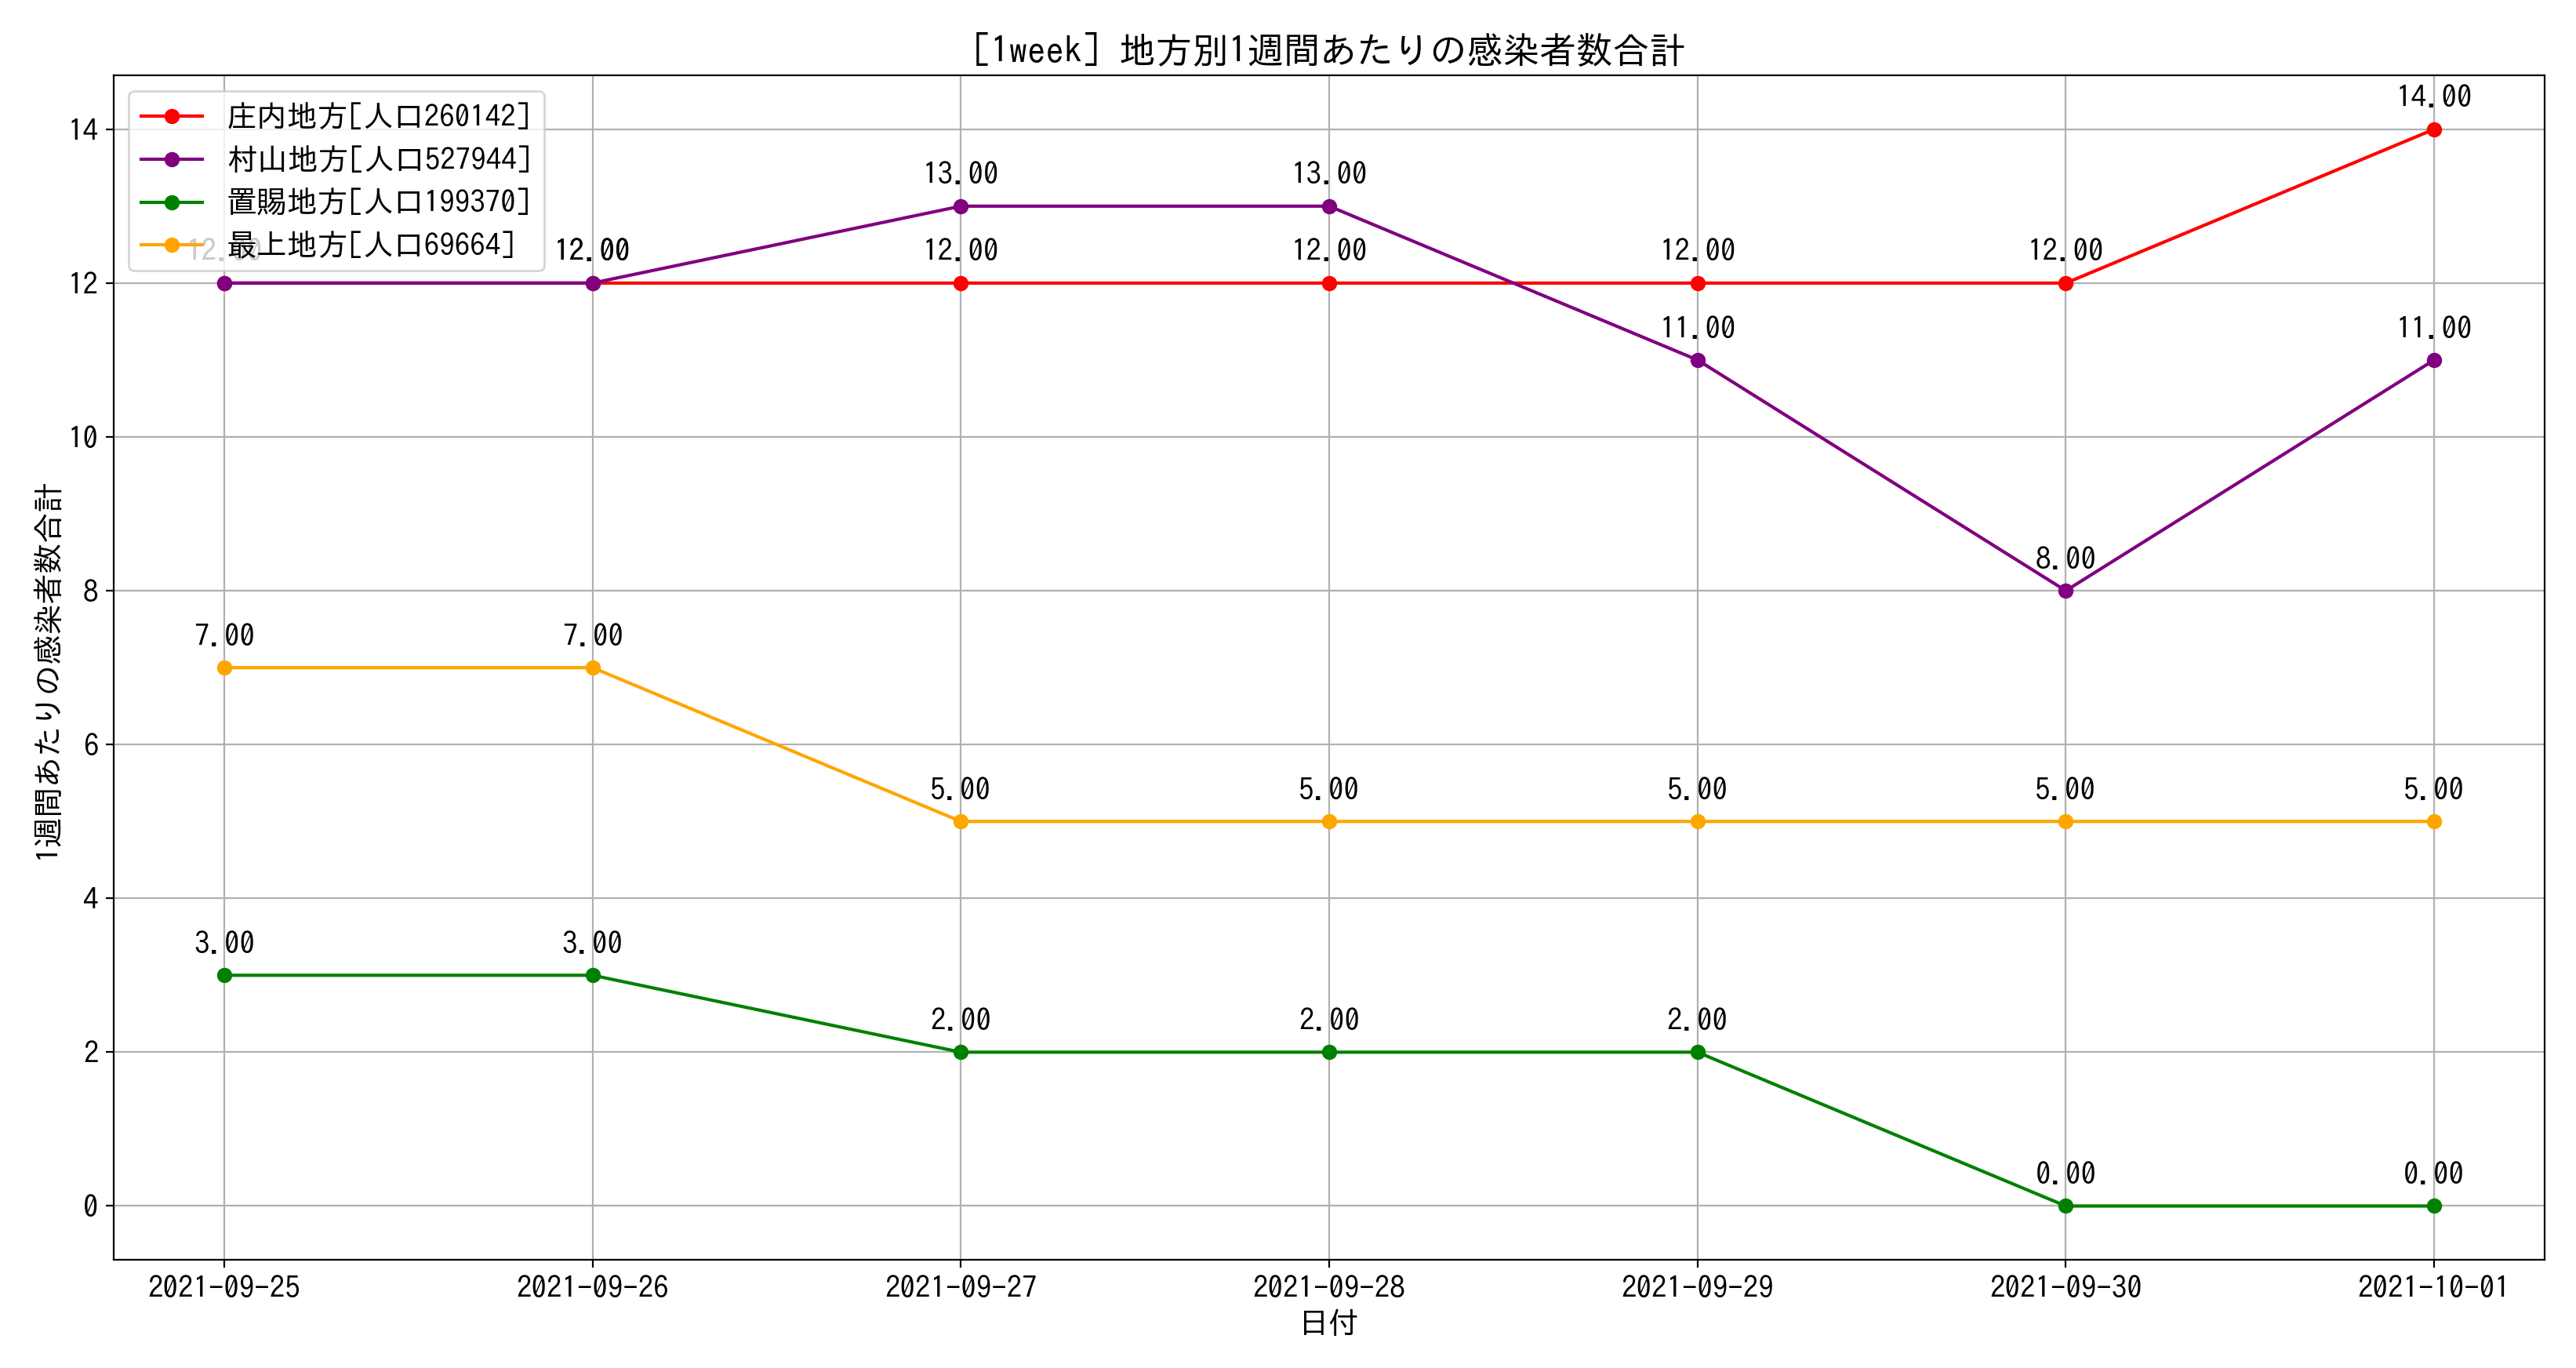 [1week] 地方別1週間あたりの感染者数合計
庄内地方[人口260142]
村山地方[人口527944]
置賜地方[人口199370]
最上地方[人口69664]
1週間あたりの感染者数合計
14
12
10
8
6
4
2
0
14.00
13.00 13.00
12.00 12.00 12.00 12.00 12.00 12.00
11.00 11.00
8.00
7.00 7.00
5.00 5.00 5.00 5.00 5.00
3.00 3.00
2.00 2.00 2.00
0.00 0.00
2021-09-25 2021-09-26 2021-09-27 2021-09-28 2021-09-29 2021-09-30 2021-10-01
日付